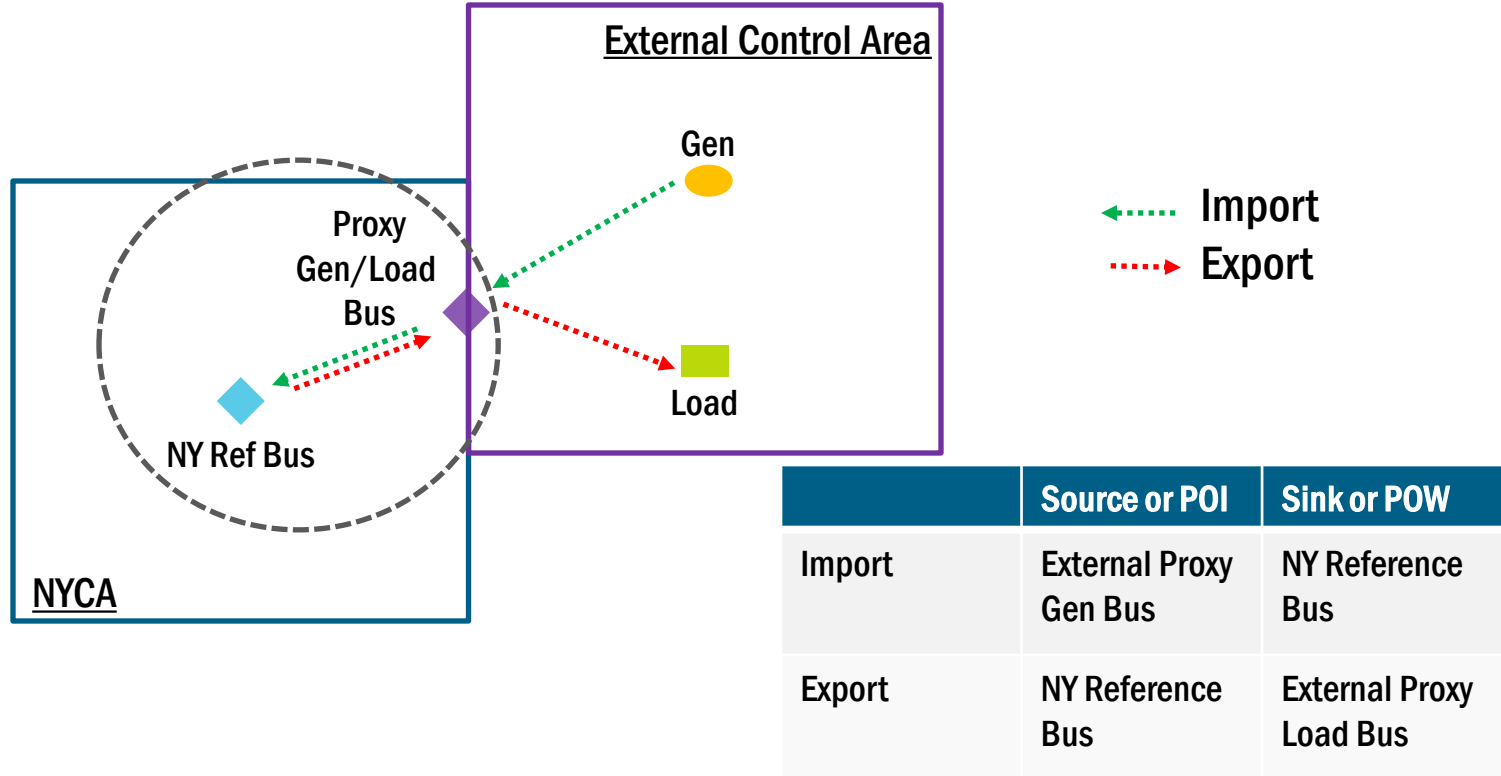 External Control Area
Gen
Proxy
Gen/Load
Bus
Load
NY Ref Bus
NYCA
Import
Export
Source or POI
Sink or POW
Import
External Proxy
Gen Bus
NY Reference
Bus
Export
NY Reference
Bus
External Proxy
Load Bus